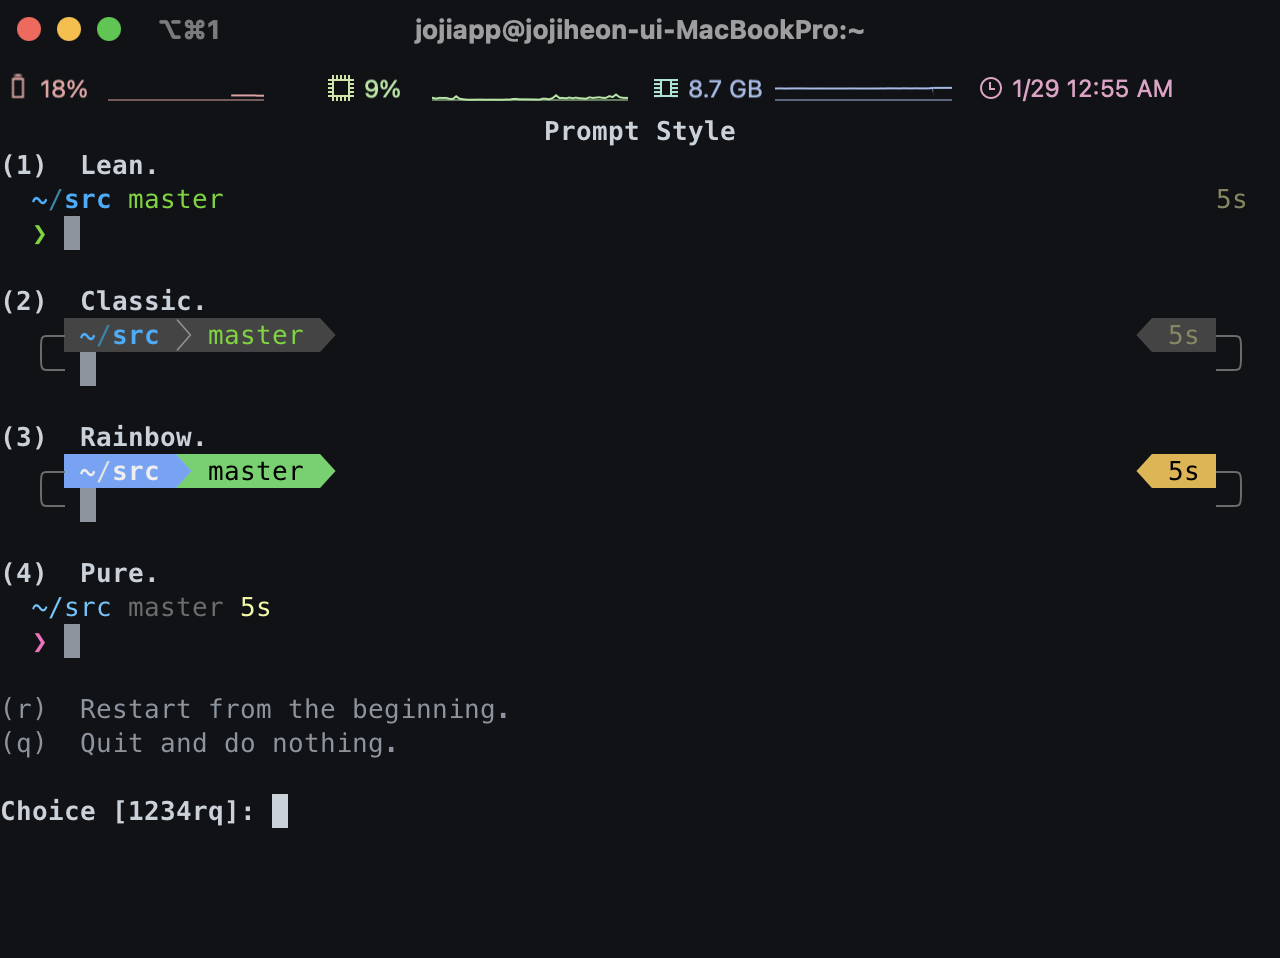 ⌥⌘1 jojiapp@jojiheon-ui-MacBookPro:~
18% 9% 8.7 GB 1/29 12:55 AM
Prompt Style
(1)  Lean.
~/src master 5s
❯
(2)  Classic.
~/src master 5s
(3)  Rainbow.
~/src master 5s
(4)  Pure.
~/src master 5s
❯
(r)  Restart from the beginning.
(q)  Quit and do nothing.
Choice [1234rq]: